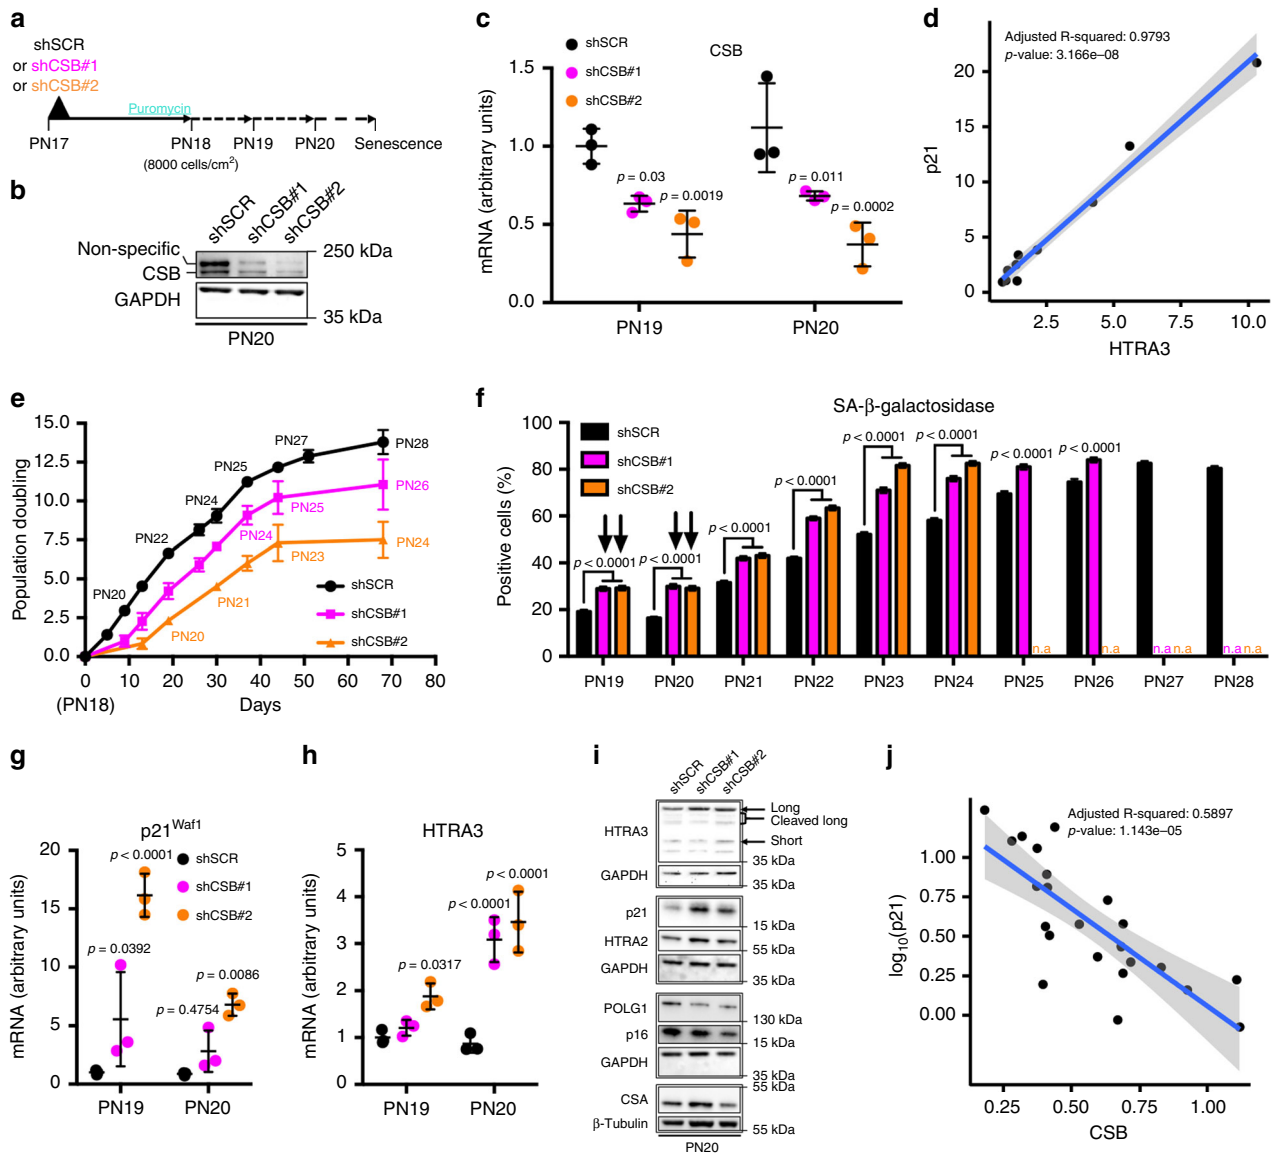 a
shSCR
or shCSB#1
or shCSB#2
Puromycin
PN17 PN18 PN19 PN20 Senescence
(8000 cells/cm²)
b
shSCR shCSB#1 shCSB#2
Non-specific
CSB
GAPDH
250 kDa
35 kDa
PN20
c
CSB
shSCR
shCSB#1
shCSB#2
mRNA (arbitrary units)
1.5
1.0
0.5
0.0
p = 0.03
p = 0.0019
p = 0.011
p = 0.0002
PN19 PN20
d
Adjusted R-squared: 0.9793
p-value: 3.166e–08
p21
20
15
10
5
0
2.5 5.0 7.5 10.0
HTRA3
e
Population doubling
15.0
12.5
10.0
7.5
5.0
2.5
0.0
PN20
PN22
PN24
PN25
PN27
PN28
PN24
PN25
PN26
PN20
PN21
PN23
PN24
shSCR
shCSB#1
shCSB#2
0 10 20 30 40 50 60 70 80
(PN18) Days
f
SA-β-galactosidase
shSCR
shCSB#1
shCSB#2
Positive cells (%)
100
80
60
40
20
0
p < 0.0001
p < 0.0001
p < 0.0001
p < 0.0001
p < 0.0001
p < 0.0001
p < 0.0001
p < 0.0001
n.a n.a n.a n.a n.a n.a
PN19 PN20 PN21 PN22 PN23 PN24 PN25 PN26 PN27 PN28
g
p21Waf1
shSCR
shCSB#1
shCSB#2
mRNA (arbitrary units)
20
15
10
5
0
p < 0.0001
p = 0.0392
p = 0.4754
p = 0.0086
PN19 PN20
h
HTRA3
mRNA (arbitrary units)
5
4
3
2
1
0
p < 0.0001
p < 0.0001
p = 0.0317
PN19 PN20
i
shSCR shCSB#1 shCSB#2
HTRA3
Long
Cleaved long
Short
35 kDa
GAPDH
35 kDa
p21
15 kDa
HTRA2
55 kDa
GAPDH
35 kDa
POLG1
130 kDa
p16
15 kDa
GAPDH
35 kDa
55 kDa
CSA
β-Tubulin
55 kDa
PN20
j
Adjusted R-squared: 0.5897
p-value: 1.143e–05
log10(p21)
1.00
0.75
0.50
0.25
0.00
0.25 0.50 0.75 1.00
CSB